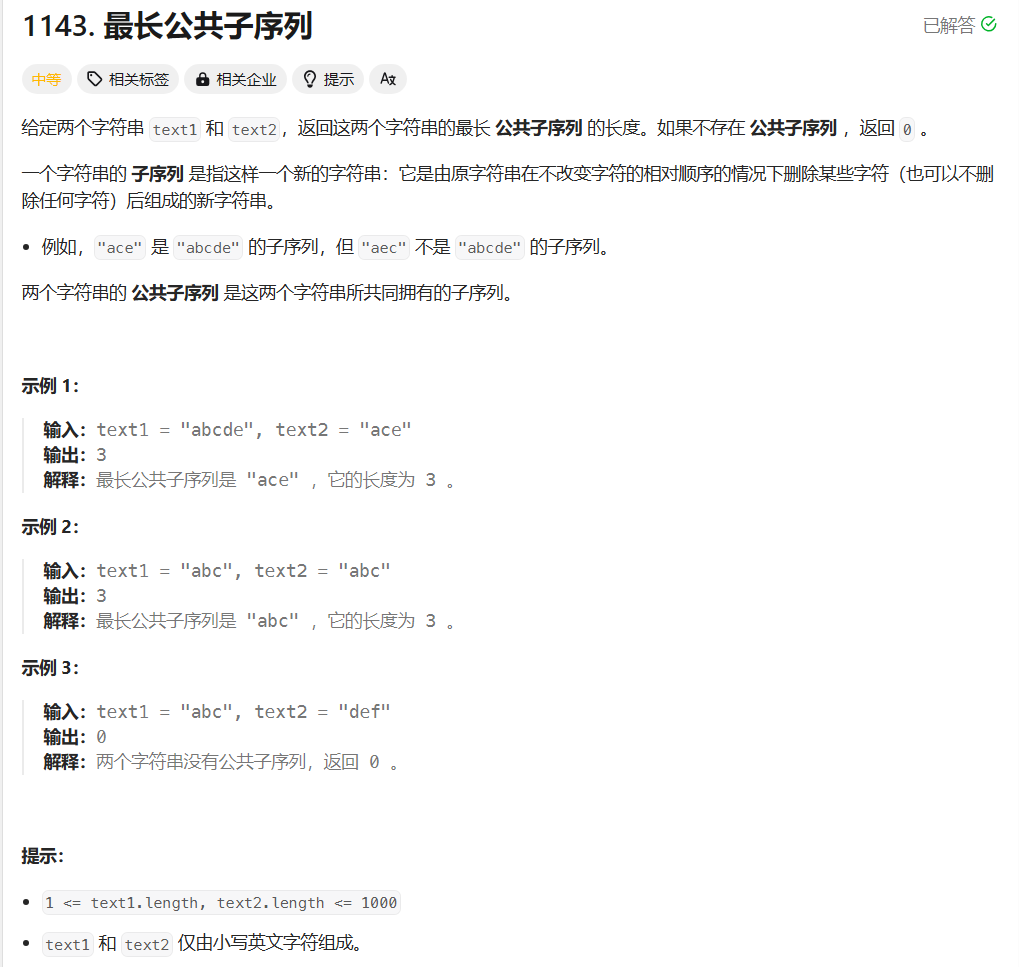 1143. 最长公共子序列
已解答
中等 相关标签 相关企业 提示 A文
给定两个字符串 text1 和 text2，返回这两个字符串的最长 公共子序列 的长度。如果不存在 公共子序列 ，返回 0 。
一个字符串的 子序列 是指这样一个新的字符串：它是由原字符串在不改变字符的相对顺序的情况下删除某些字符（也可以不删
除任何字符）后组成的新字符串。
• 例如，"ace" 是 "abcde" 的子序列，但 "aec" 不是 "abcde" 的子序列。
两个字符串的 公共子序列 是这两个字符串所共同拥有的子序列。
示例 1：
输入：text1 = "abcde", text2 = "ace"
输出：3
解释：最长公共子序列是 "ace" ，它的长度为 3 。
示例 2：
输入：text1 = "abc", text2 = "abc"
输出：3
解释：最长公共子序列是 "abc" ，它的长度为 3 。
示例 3：
输入：text1 = "abc", text2 = "def"
输出：0
解释：两个字符串没有公共子序列，返回 0 。
提示：
• 1 <= text1.length, text2.length <= 1000
• text1 和 text2 仅由小写英文字符组成。